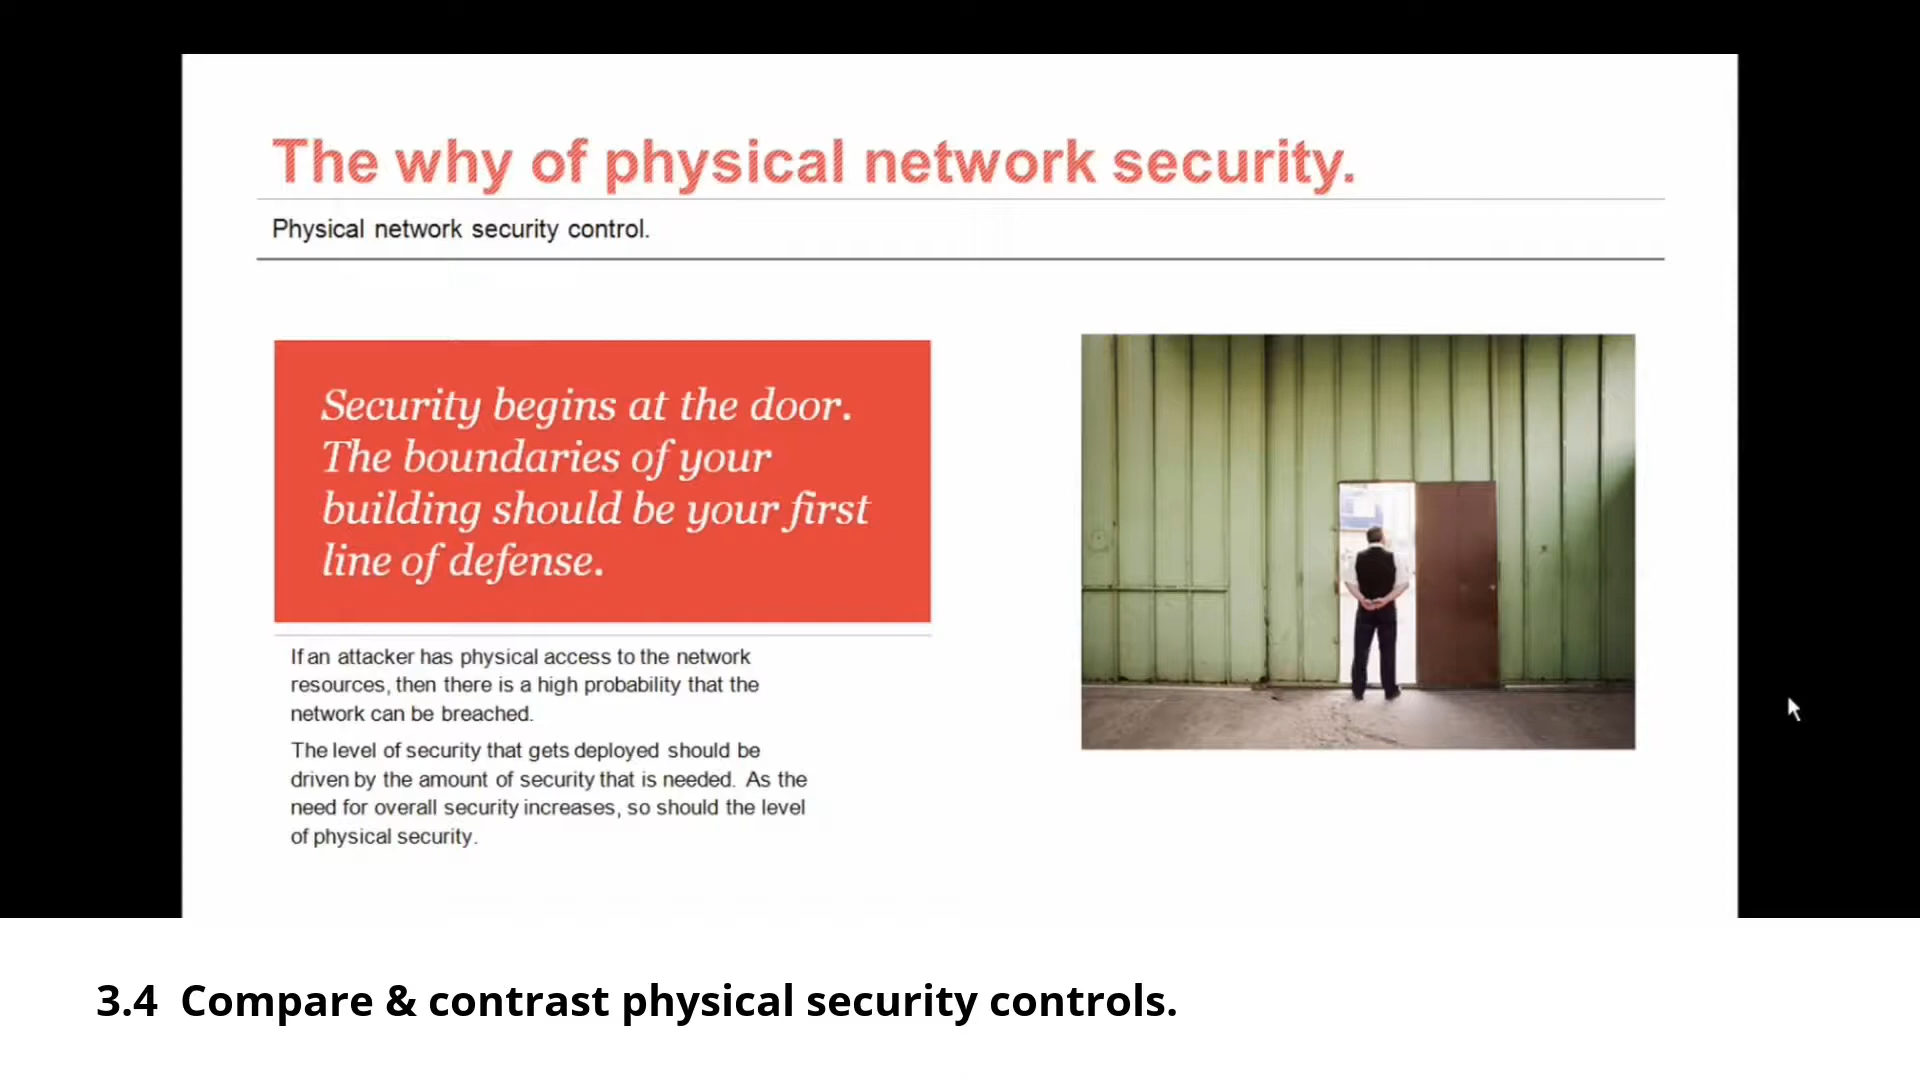 The why of physical network security.
Physical network security control.
Security begins at the door.
The boundaries of your
building should be your first
line of defense.
If an attacker has physical access to the network
resources, then there is a high probability that the
network can be breached.
The level of security that gets deployed should be
driven by the amount of security that is needed. As the
need for overall security increases, so should the level
of physical security.
3.4 Compare & contrast physical security controls.